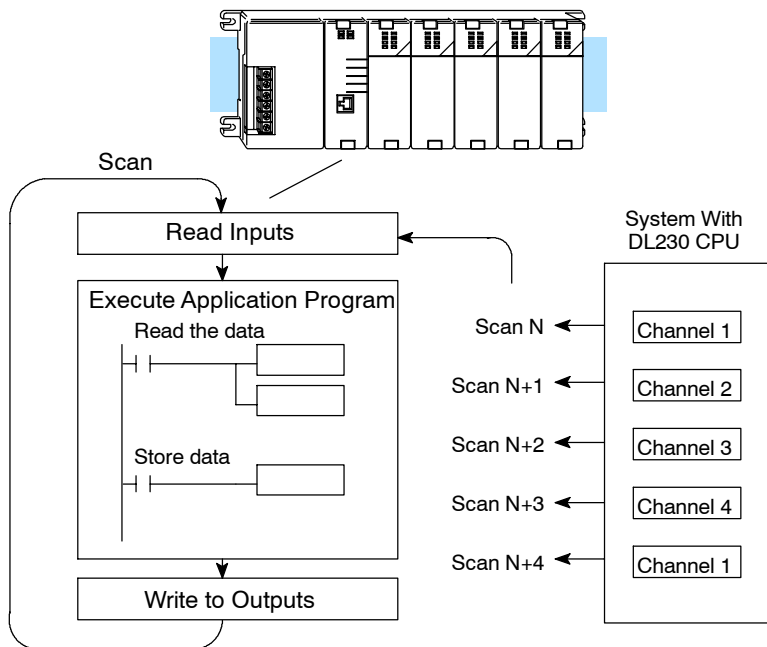 Scan
Read Inputs
Execute Application Program
Read the data
Store data
Write to Outputs
System With
DL230 CPU
Scan N
Channel 1
Scan N+1
Channel 2
Scan N+2
Channel 3
Scan N+3
Channel 4
Scan N+4
Channel 1